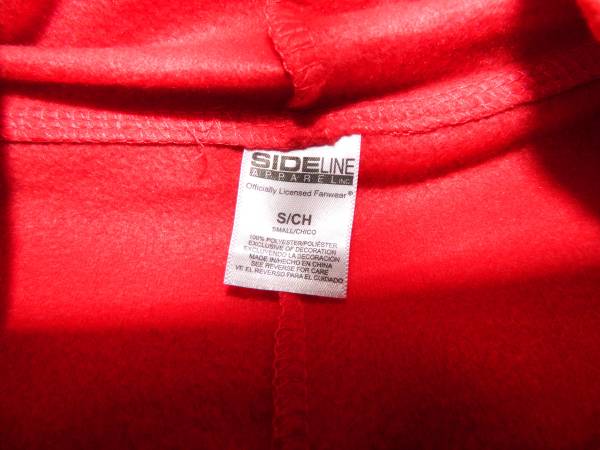 SIDELINE
APPAREL INC.
Officially Licensed Fanwear®
S/CH
SMALL/CHICO
100% POLYESTER/POLIÉSTER
EXCLUSIVE OF DECORATION
EXCLUYENDO LA DECORACIÓN
MADE IN/HECHO EN CHINA
SEE REVERSE FOR CARE
VE EL REVERSO PARA EL CUIDADO